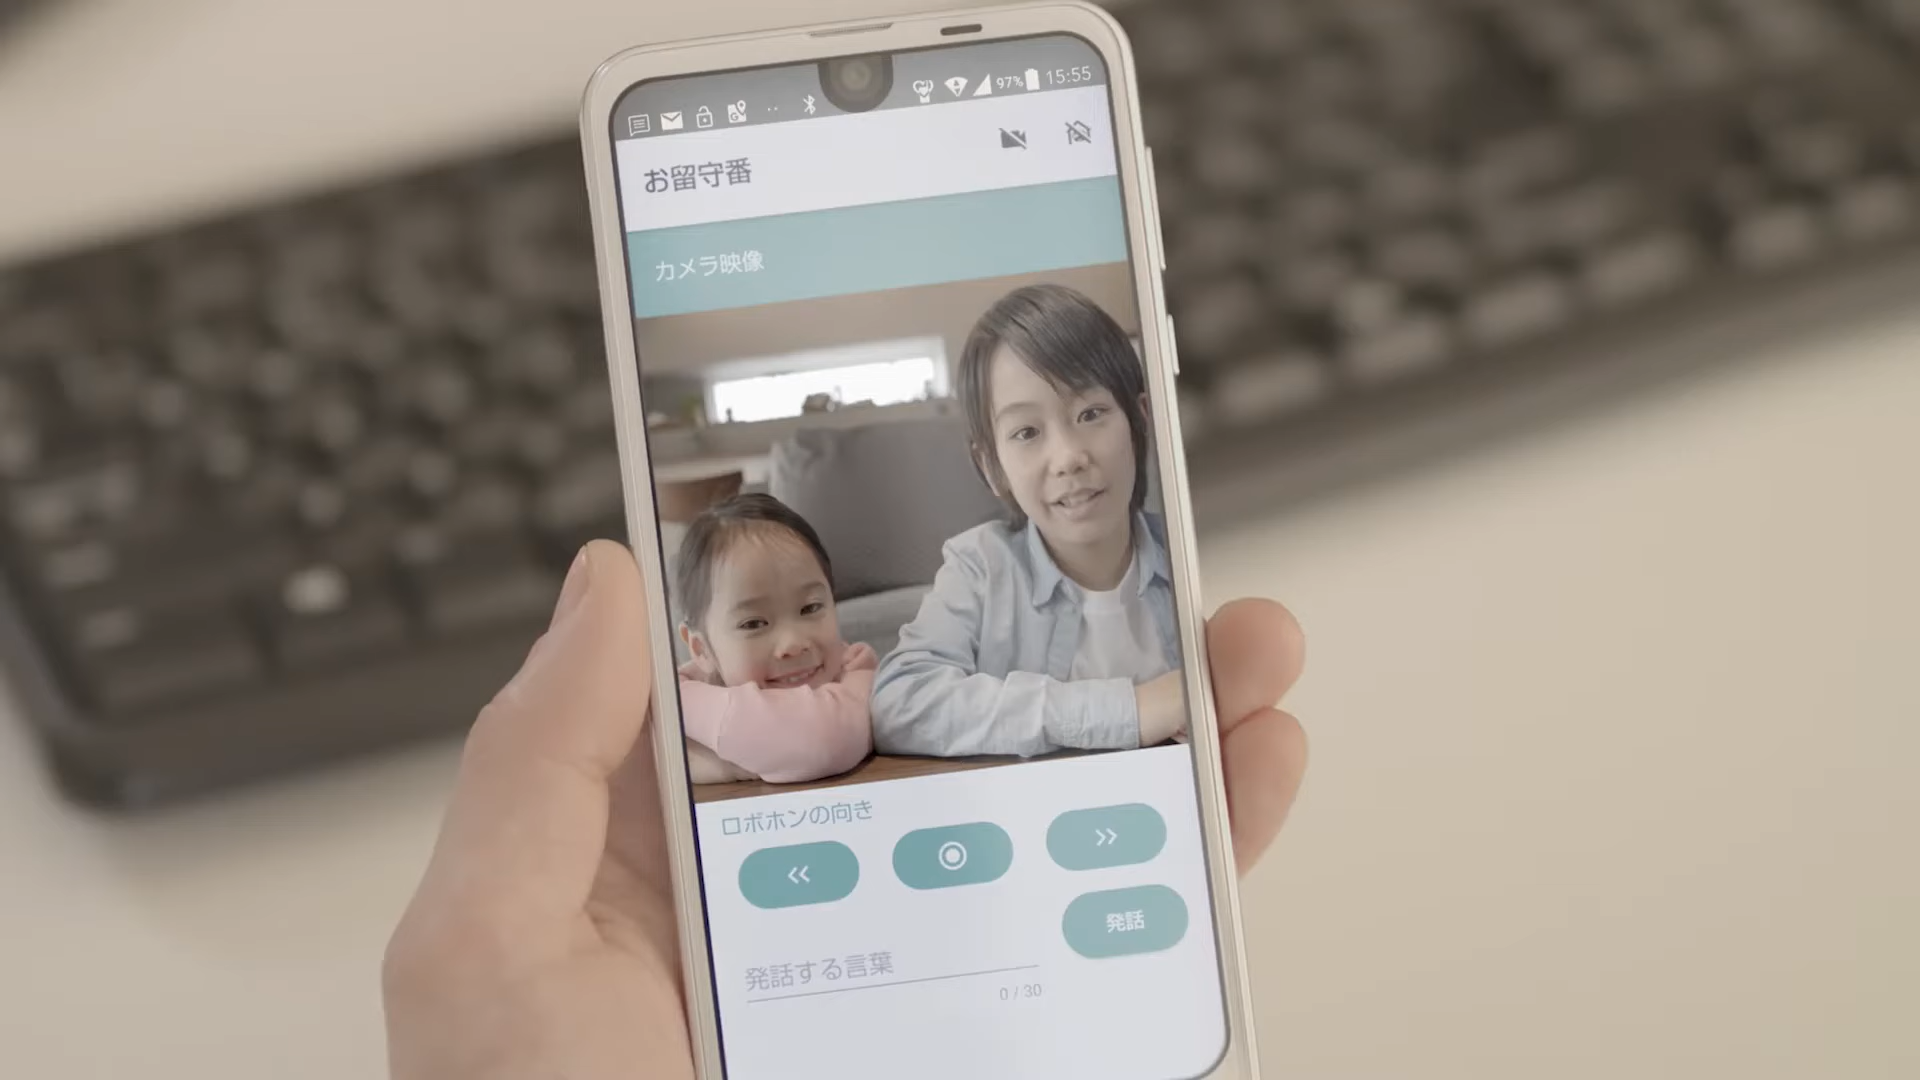 97% 15:55
お留守番
カメラ映像
ロボホンの向き
発話
発話する言葉
0 / 30